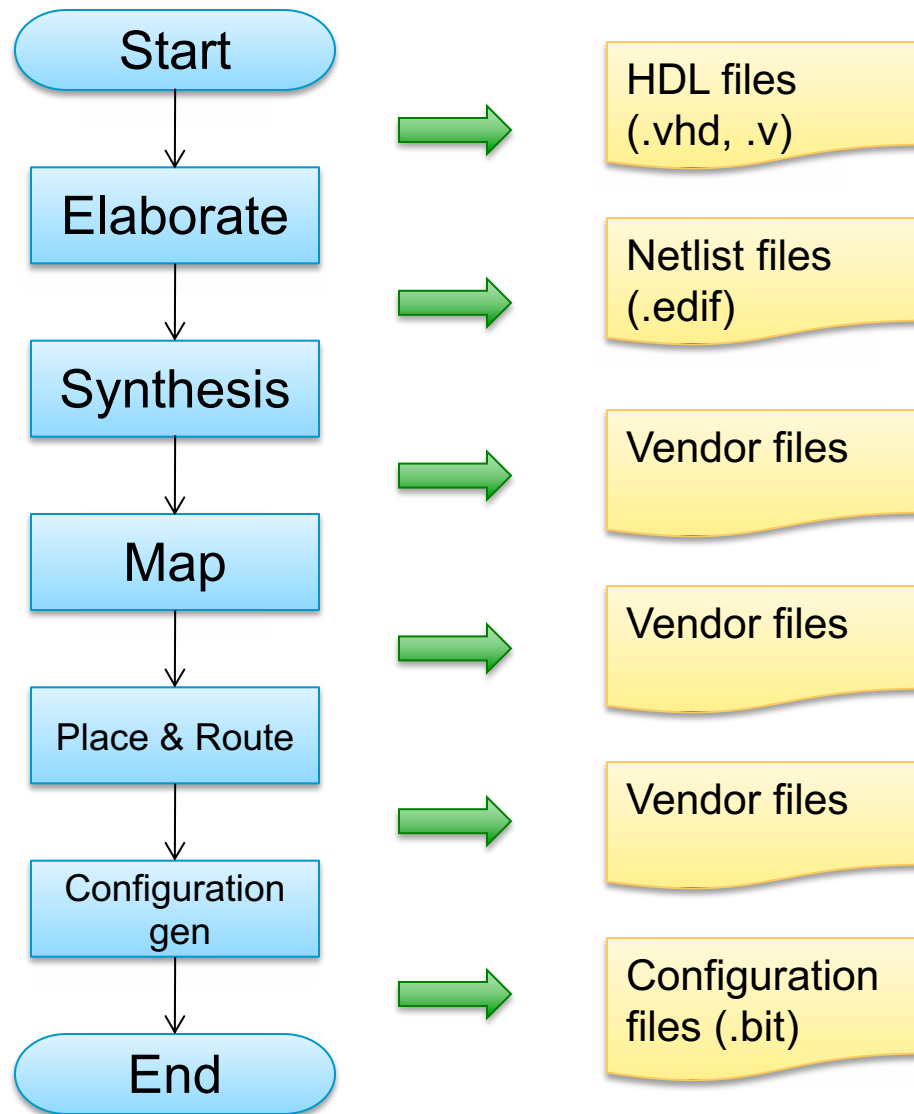 Start
HDL files
(.vhd, .v)
Elaborate
Netlist files
(.edif)
Synthesis
Vendor files
Map
Vendor files
Place & Route
Vendor files
Configuration
gen
Configuration
files (.bit)
End